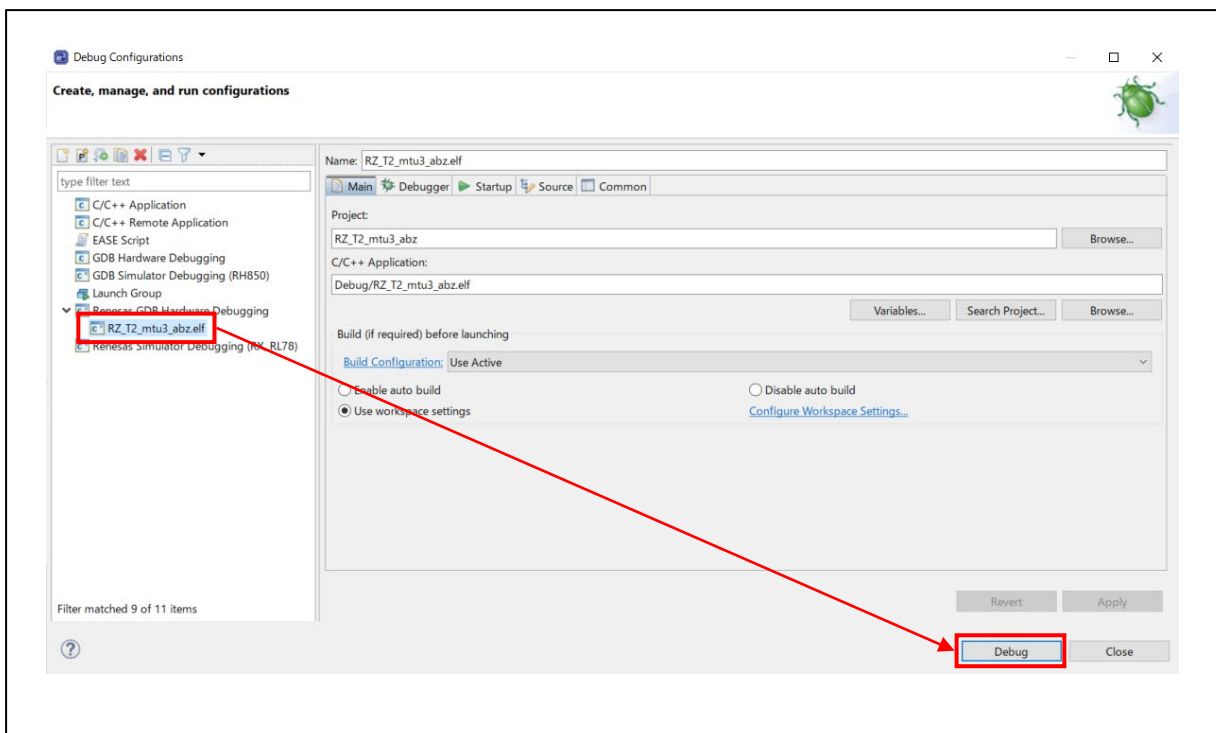 Debug Configurations
Create, manage, and run configurations
type filter text
C/C++ Application
C/C++ Remote Application
EASE Script
GDB Hardware Debugging
GDB Simulator Debugging (RH850)
Launch Group
Renesas GDB Hardware Debugging
RZ_T2_mtu3_abz.elf
Renesas Simulator Debugging (RX, RL78)
Filter matched 9 of 11 items
Name: RZ_T2_mtu3_abz.elf
Main Debugger Startup Source Common
Project:
RZ_T2_mtu3_abz Browse...
C/C++ Application:
Debug/RZ_T2_mtu3_abz.elf
Variables... Search Project... Browse...
Build (if required) before launching
Build Configuration: Use Active
Enable auto build Disable auto build
Use workspace settings Configure Workspace Settings...
Revert Apply
? Debug Close